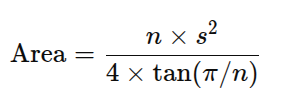 Area = n × s² / 4 × tan(π/n)